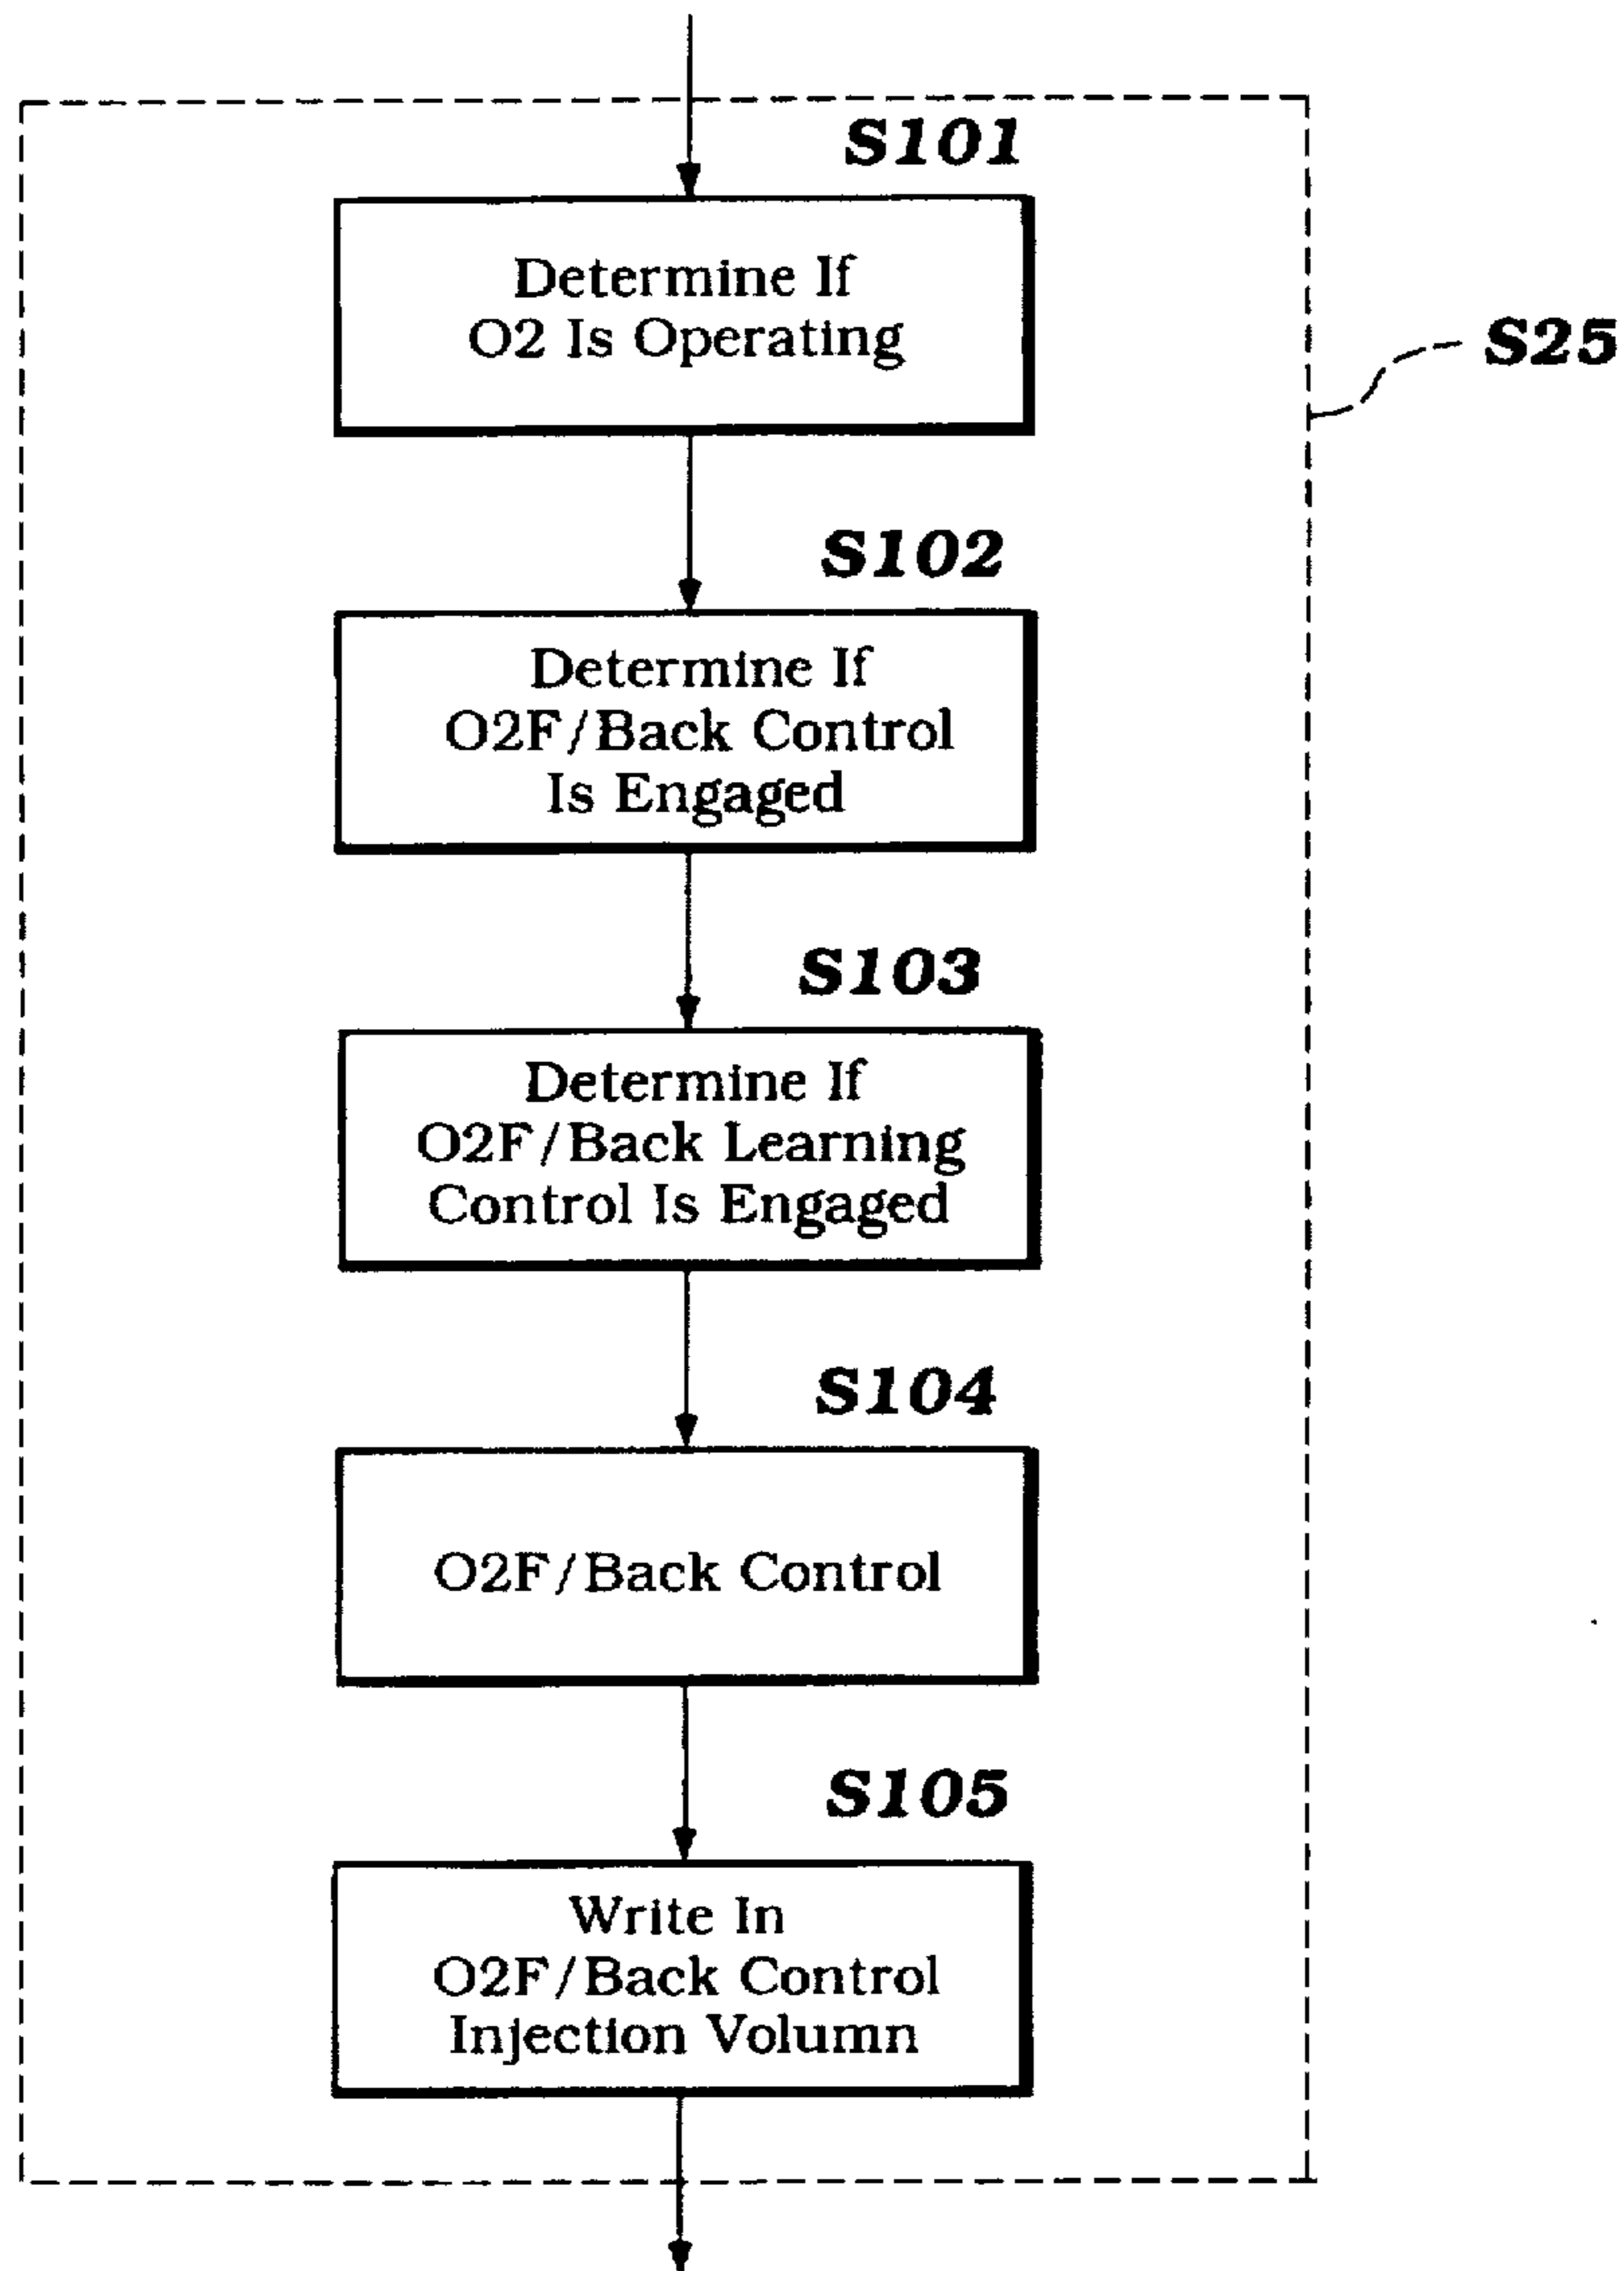 S101
Determine If
O2 Is Operating
S25
S102
Determine If
O2F/Back Control
Is Engaged
S103
Determine If
O2F/Back Learning
Control Is Engaged
S104
O2F/Back Control
S105
Write In
O2F/Back Control
Injection Volumn